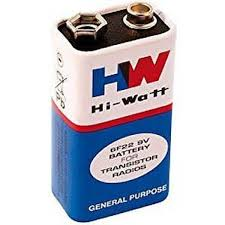 HW
Hi-Watt
6F22 9V
BATTERY
FOR
TRANSISTOR
RADIOS
GENERAL PURPOSE